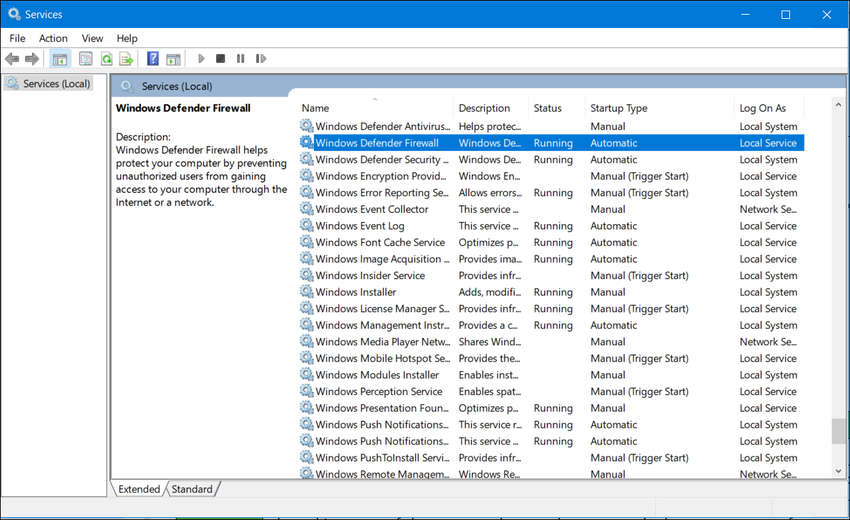 Services
File Action View Help
Services (Local)
Services (Local)
Windows Defender Firewall
Description:
Windows Defender Firewall helps
protect your computer by preventing
unauthorized users from gaining
access to your computer through the
Internet or a network.
Name Description Status Startup Type Log On As
Windows Defender Antivirus... Helps protec... Manual Local System
Windows Defender Firewall Windows De... Running Automatic Local Service
Windows Defender Security ... Windows De... Running Automatic Local System
Windows Encryption Provid... Windows En... Manual (Trigger Start) Local Service
Windows Error Reporting Se... Allows errors... Running Manual (Trigger Start) Local System
Windows Event Collector This service ... Manual Network Se...
Windows Event Log This service ... Running Automatic Local Service
Windows Font Cache Service Optimizes p... Running Automatic Local Service
Windows Image Acquisition ... Provides ima... Running Automatic Local Service
Windows Insider Service Provides infr... Manual (Trigger Start) Local System
Windows Installer Adds, modifi... Running Manual Local System
Windows License Manager S... Provides infr... Running Manual (Trigger Start) Local Service
Windows Management Instr... Provides a c... Running Automatic Local System
Windows Media Player Netw... Shares Wind... Manual Network Se...
Windows Mobile Hotspot Se... Provides the... Manual (Trigger Start) Local Service
Windows Modules Installer Enables inst... Manual Local System
Windows Perception Service Enables spat... Manual (Trigger Start) Local Service
Windows Presentation Foun... Optimizes p... Running Manual Local Service
Windows Push Notifications... This service r... Running Automatic Local System
Windows Push Notifications... This service ... Running Automatic Local System
Windows PushToInstall Servi... Provides infr... Manual (Trigger Start) Local System
Windows Remote Managem... Windows Re... Manual Network Se...
Extended Standard